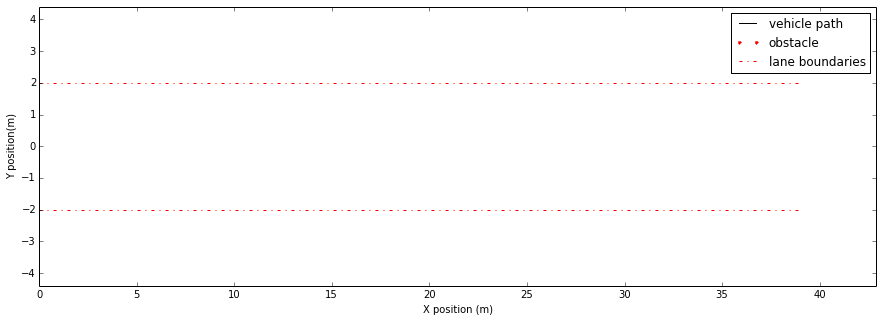 4
3
2
1
0
−1
−2
−3
−4
Y position(m)
vehicle path
obstacle
lane boundaries
0 5 10 15 20 25 30 35 40
X position (m)